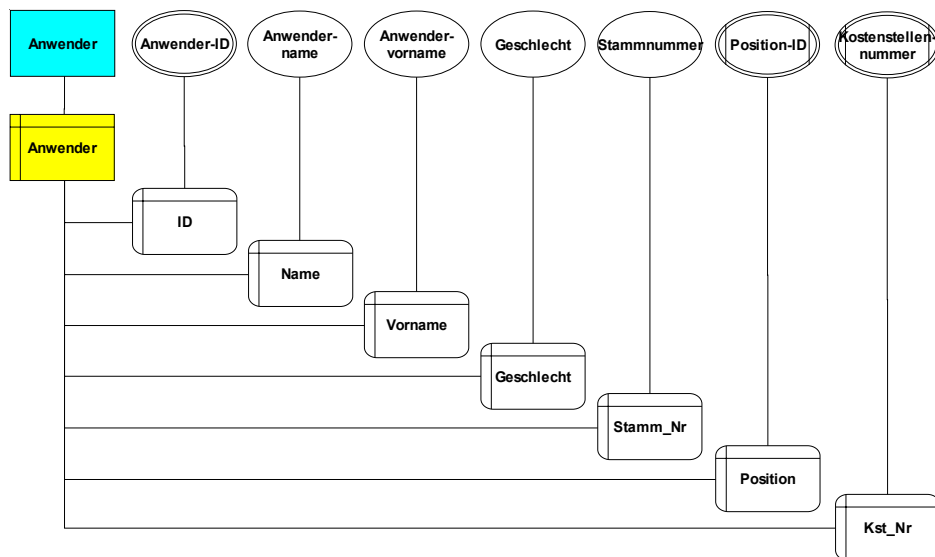 Anwender
Anwender-ID
Anwender-
name
Anwender-
vorname
Geschlecht
Stammnummer
Position-ID
Kostenstellen-
nummer
Anwender
ID
Name
Vorname
Geschlecht
Stamm_Nr
Position
Kst_Nr